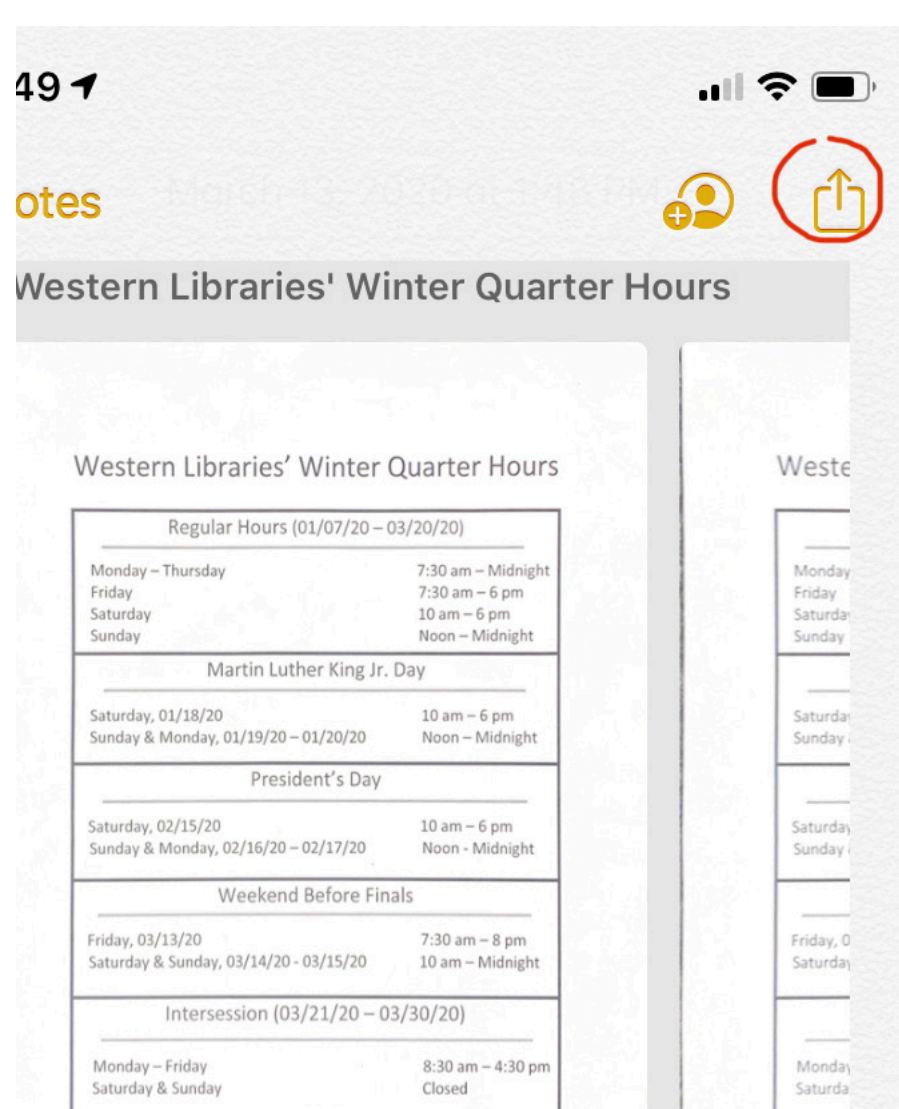 49
otes
Western Libraries' Winter Quarter Hours
Western Libraries’ Winter Quarter Hours
Regular Hours (01/07/20 – 03/20/20)
Monday – Thursday 7:30 am – Midnight
Friday 7:30 am – 6 pm
Saturday 10 am – 6 pm
Sunday Noon – Midnight
Martin Luther King Jr. Day
Saturday, 01/18/20 10 am – 6 pm
Sunday & Monday, 01/19/20 – 01/20/20 Noon – Midnight
President’s Day
Saturday, 02/15/20 10 am – 6 pm
Sunday & Monday, 02/16/20 – 02/17/20 Noon - Midnight
Weekend Before Finals
Friday, 03/13/20 7:30 am – 8 pm
Saturday & Sunday, 03/14/20 - 03/15/20 10 am – Midnight
Intersession (03/21/20 – 03/30/20)
Monday – Friday 8:30 am – 4:30 pm
Saturday & Sunday Closed
Weste
Monday
Friday
Saturday
Sunday
Saturday
Sunday
Saturday
Sunday
Friday, 0
Saturday
Monday
Saturda